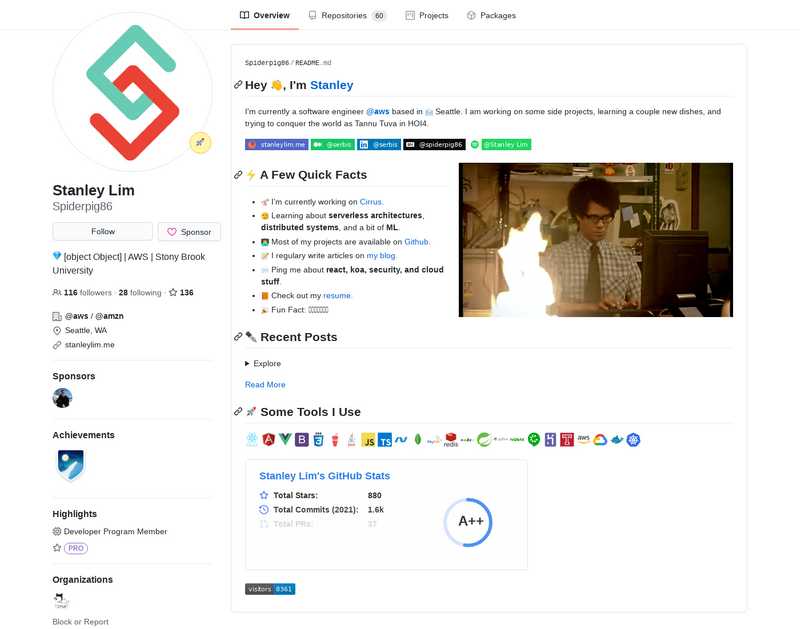 Overview
Repositories 60
Projects
Packages
Stanley Lim
Spiderpig86
Follow
Sponsor
[object Object] | AWS | Stony Brook
University
116 followers · 28 following · 136
@aws / @amzn
Seattle, WA
stanleylim.me
Sponsors
Achievements
Highlights
Developer Program Member
PRO
Organizations
Block or Report
Spiderpig86 / README.md
Hey 👋, I'm Stanley
I'm currently a software engineer @aws based in Seattle. I am working on some side projects, learning a couple new dishes, and
trying to conquer the world as Tannu Tuva in HOI4.
stanleylim.me
@serbis
@serbis
@spiderpig86
@Stanley Lim
⚡ A Few Quick Facts
I'm currently working on Cirrus.
Learning about serverless architectures,
distributed systems, and a bit of ML.
Most of my projects are available on Github.
I regulary write articles on my blog.
Ping me about react, koa, security, and cloud
stuff.
Check out my resume.
Fun Fact:
Recent Posts
Explore
Read More
🚀 Some Tools I Use
B
JS
TS
redis
aws
Stanley Lim's GitHub Stats
Total Stars: 880
Total Commits (2021): 1.6k
Total PRs: 37
A++
visitors 8361